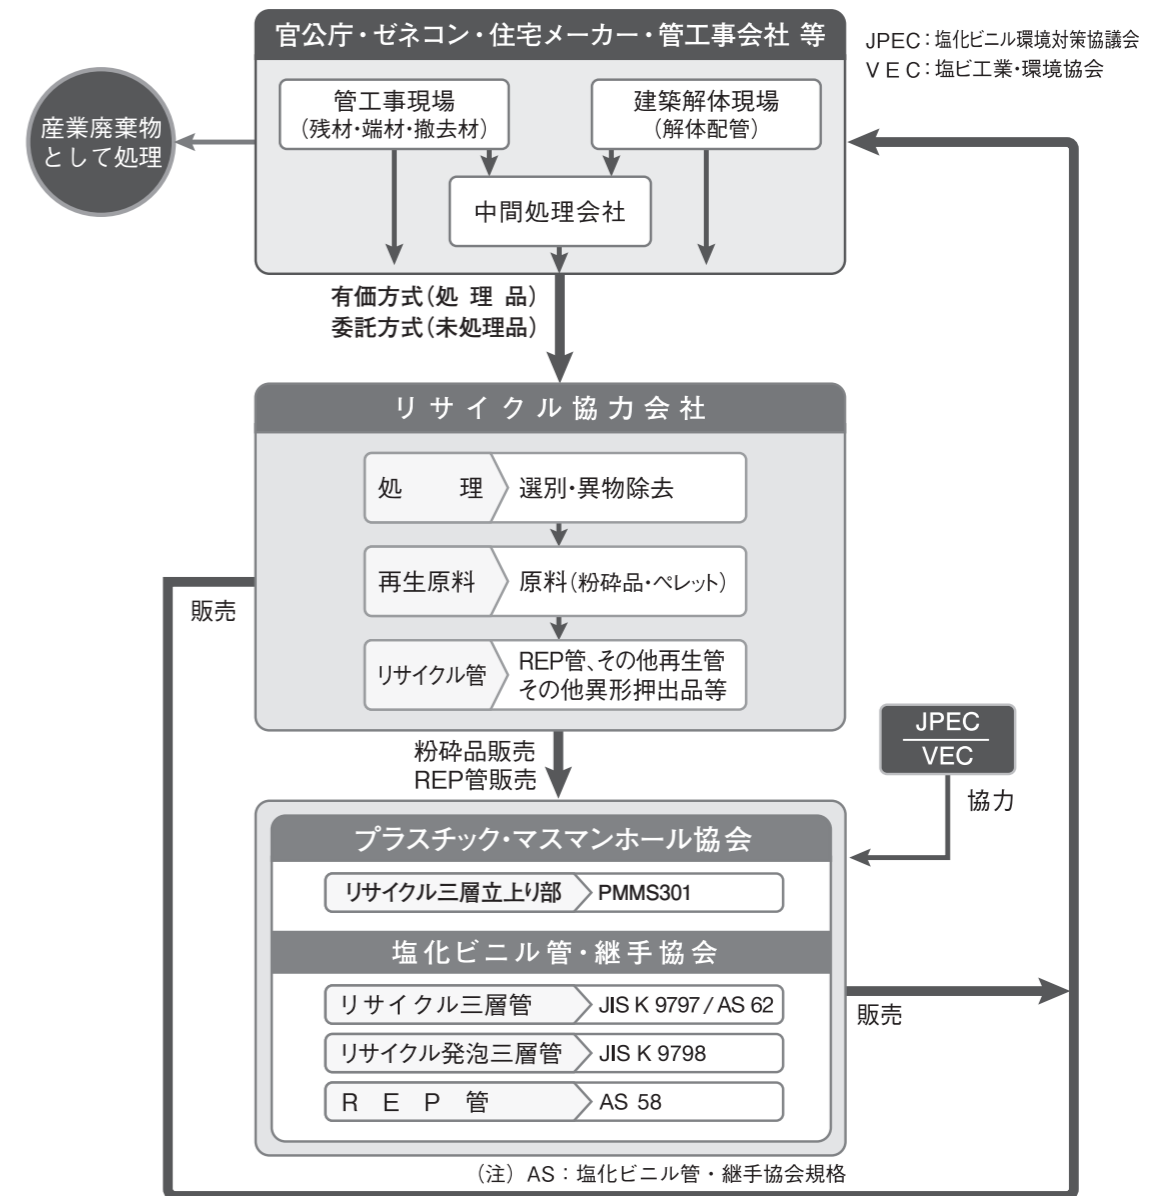 官公庁・ゼネコン・住宅メーカー・管工事会社 等
JPEC：塩化ビニル環境対策協議会
VEC：塩ビ工業・環境協会
産業廃棄物
として処理
管工事現場
（残材・端材・撤去材）
建築解体現場
（解体配管）
中間処理会社
有価方式（処理品）
委託方式（未処理品）
リサイクル協力会社
処理 選別・異物除去
再生原料 原料（粉砕品・ペレット）
販売
リサイクル管 REP管、その他再生管
その他異形押出品等
粉砕品販売
REP管販売
JPEC
VEC
協力
プラスチック・マスマンホール協会
リサイクル三層立上り部 PMMS301
塩化ビニル管・継手協会
リサイクル三層管 JIS K 9797 / AS 62
リサイクル発泡三層管 JIS K 9798
REP管 AS 58
販売
（注）AS：塩化ビニル管・継手協会規格